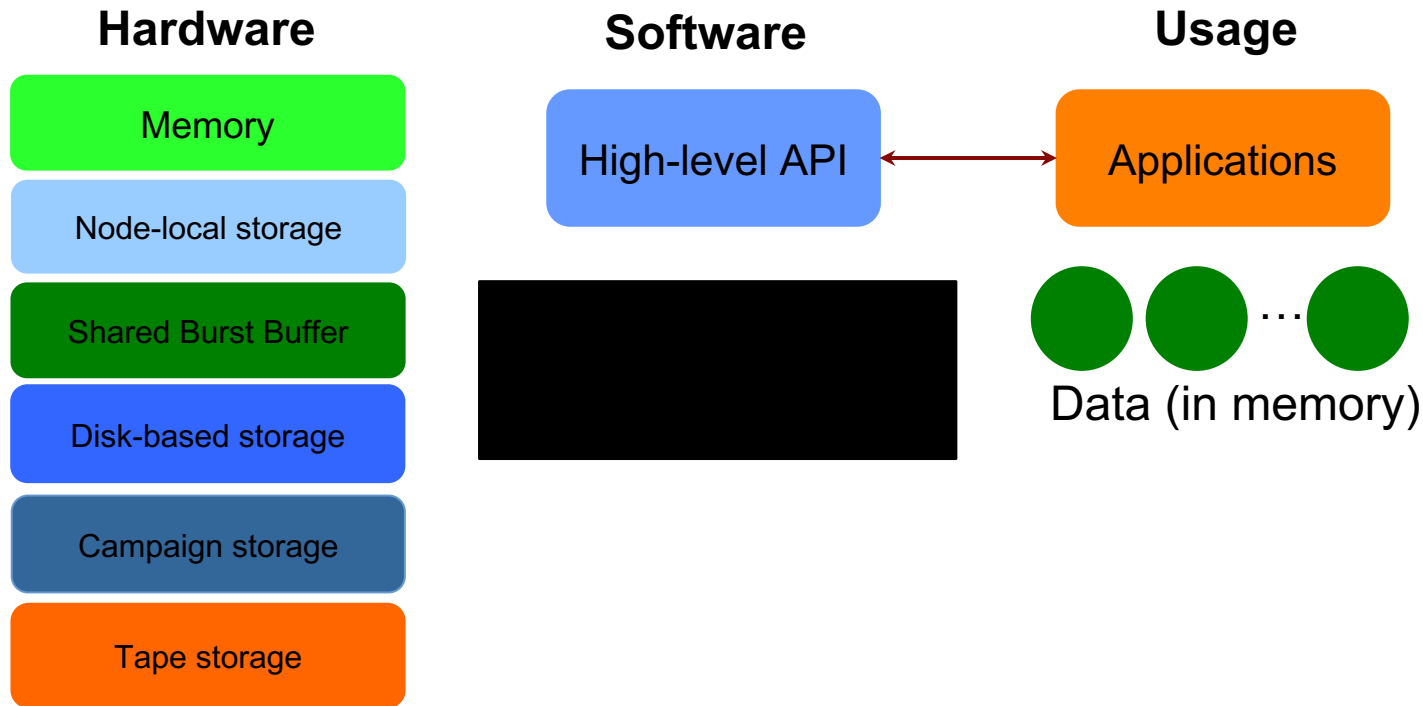 Hardware
Software
Usage
Memory
Node-local storage
Shared Burst Buffer
Disk-based storage
Campaign storage
Tape storage
High-level API
Applications
...
Data (in memory)